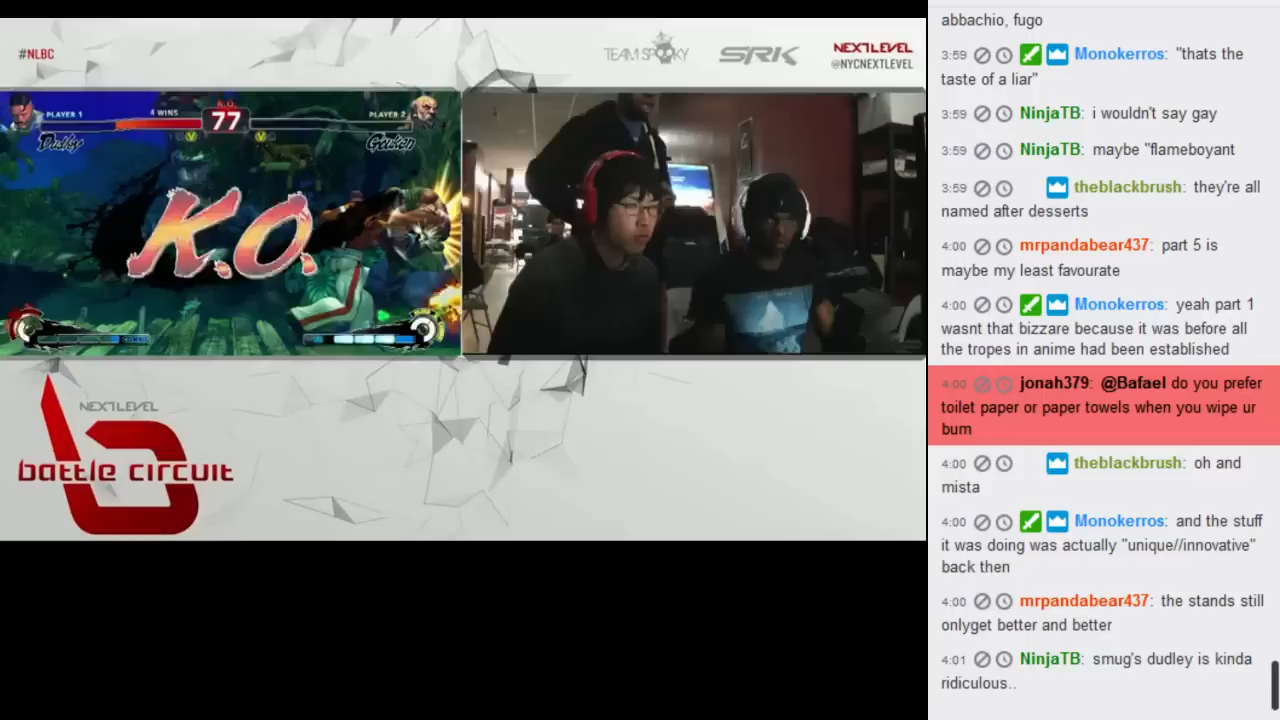 #NLBC
TEAM SPOOKY
SRK
NEXTLEVEL
@NYCNEXTLEVEL
PLAYER 1
4 WINS
K.O.
77
PLAYER 2
Dudley
Gouken
K.O.
COMBO
NEXTLEVEL
battle circuit
abbachio, fugo
3:59 Monokerros: "thats the
taste of a liar"
3:59 NinjaTB: i wouldn't say gay
3:59 NinjaTB: maybe "flameboyant
3:59 theblackbrush: they're all
named after desserts
4:00 mrpandabear437: part 5 is
maybe my least favourate
4:00 Monokerros: yeah part 1
wasnt that bizzare because it was before all
the tropes in anime had been established
4:00 jonah379: @Bafael do you prefer
toilet paper or paper towels when you wipe ur
bum
4:00 theblackbrush: oh and
mista
4:00 Monokerros: and the stuff
it was doing was actually "unique//innovative"
back then
4:00 mrpandabear437: the stands still
onlyget better and better
4:01 NinjaTB: smug's dudley is kinda
ridiculous..